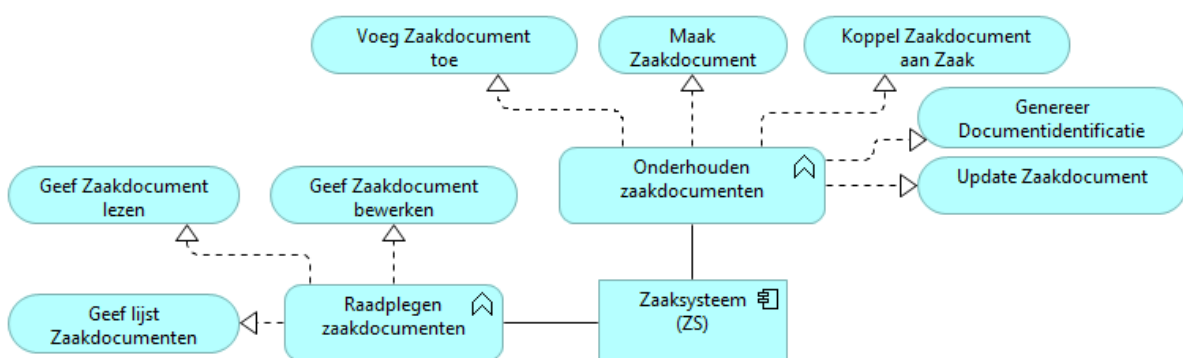 Voeg Zaakdocument
toe
Maak
Zaakdocument
Koppel Zaakdocument
aan Zaak
Genereer
Documentidentificatie
Onderhouden
zaakdocumenten
Update Zaakdocument
Geef Zaakdocument
lezen
Geef Zaakdocument
bewerken
Geef lijst
Zaakdocumenten
Raadplegen
zaakdocumenten
Zaaksysteem
(ZS)